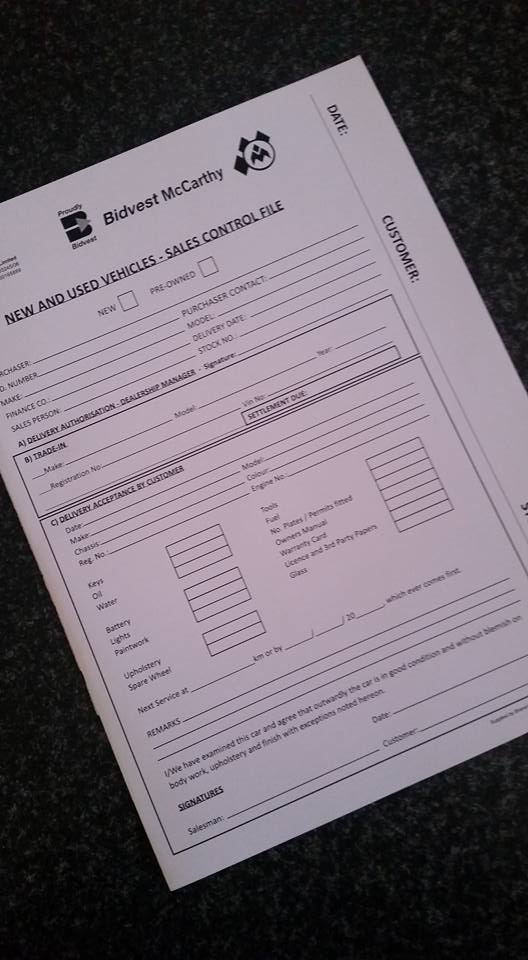 DATE:
CUSTOMER:
Proudly
Bidvest
Bidvest McCarthy
Limited
NEW AND USED VEHICLES - SALES CONTROL FILE
NEW PRE-OWNED
RCHASER: PURCHASER CONTACT:
D. NUMBER MODEL:
MAKE: DELIVERY DATE:
FINANCE CO.: STOCK NO.:
SALES PERSON:
A) DELIVERY AUTHORISATION - DEALERSHIP MANAGER - Signature:
B) TRADE-IN
Make: Model: Vin No: Year:
Registration No: SETTLEMENT DUE:
C) DELIVERY ACCEPTANCE BY CUSTOMER
Date:
Make: Model:
Chassis: Colour:
Reg. No.: Engine No.
Keys Tools
Oil Fuel
Water No. Plates / Permits fitted
Owners Manual
Battery Warranty Card
Lights Licence and 3rd Party Papers
Paintwork Glass
Upholstery
Spare Wheel
Next Service at km or by / / 20 which ever comes first.
REMARKS
I/We have examined this car and agree that outwardly the car is in good condition and without blemish on
body work, upholstery and finish with exceptions noted hereon.
Date:
SIGNATURES
Salesman: Customer: